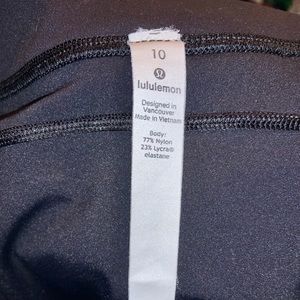 10
lululemon
Designed in
Vancouver
Made in Vietnam
Body:
77% Nylon
23% Lycra®
elastane